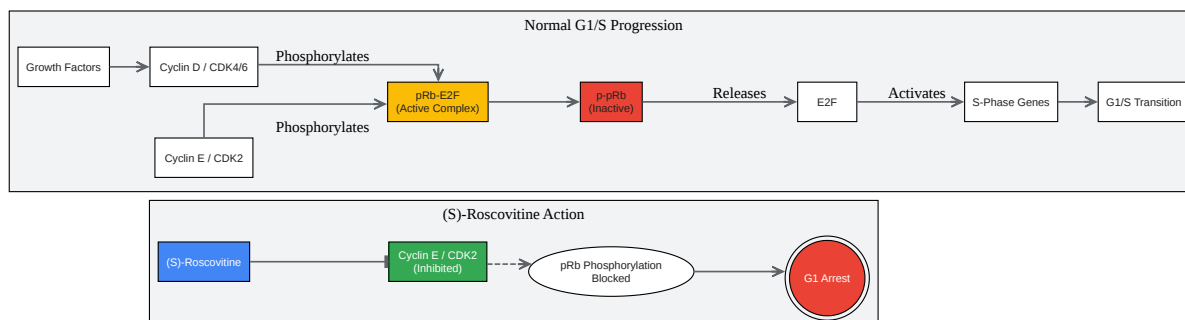 Normal G1/S Progression
Growth Factors
Cyclin D / CDK4/6
Phosphorylates
pRb-E2F
(Active Complex)
p-pRb
(Inactive)
Releases
E2F
Activates
S-Phase Genes
G1/S Transition
Phosphorylates
Cyclin E / CDK2
(S)-Roscovitine Action
(S)-Roscovitine
Cyclin E / CDK2
(Inhibited)
pRb Phosphorylation
Blocked
G1 Arrest